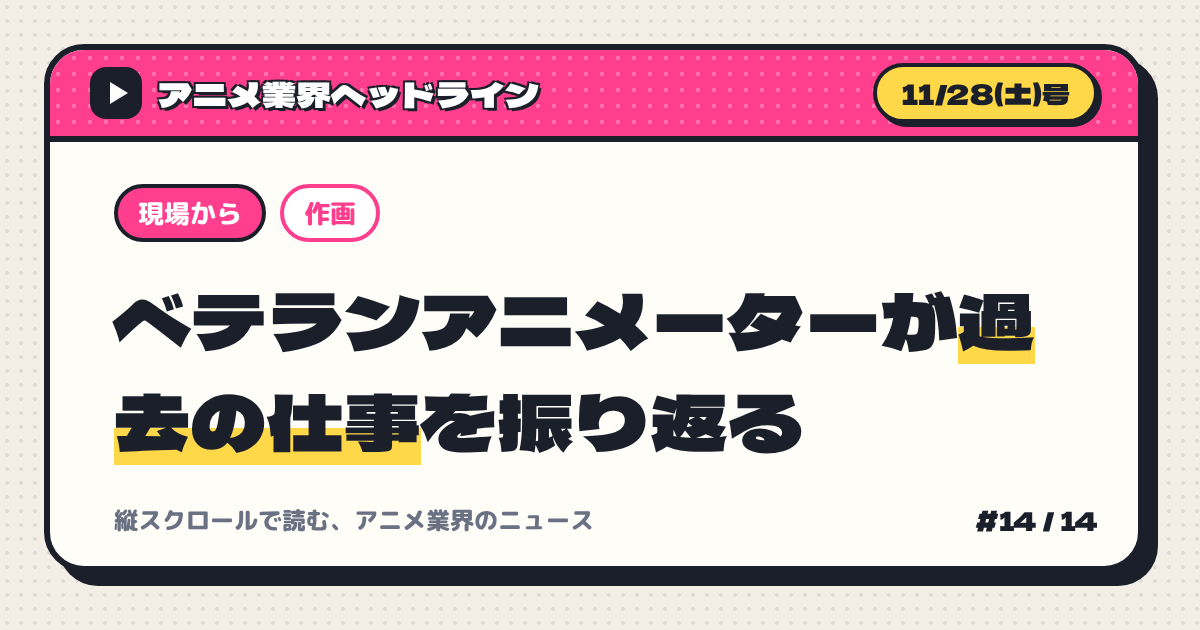 アニメ業界ヘッドライン
11/28(土)号
現場から
作画
ベテランアニメーターが過
去の仕事を振り返る
縦スクロールで読む、アニメ業界のニュース
#14 / 14